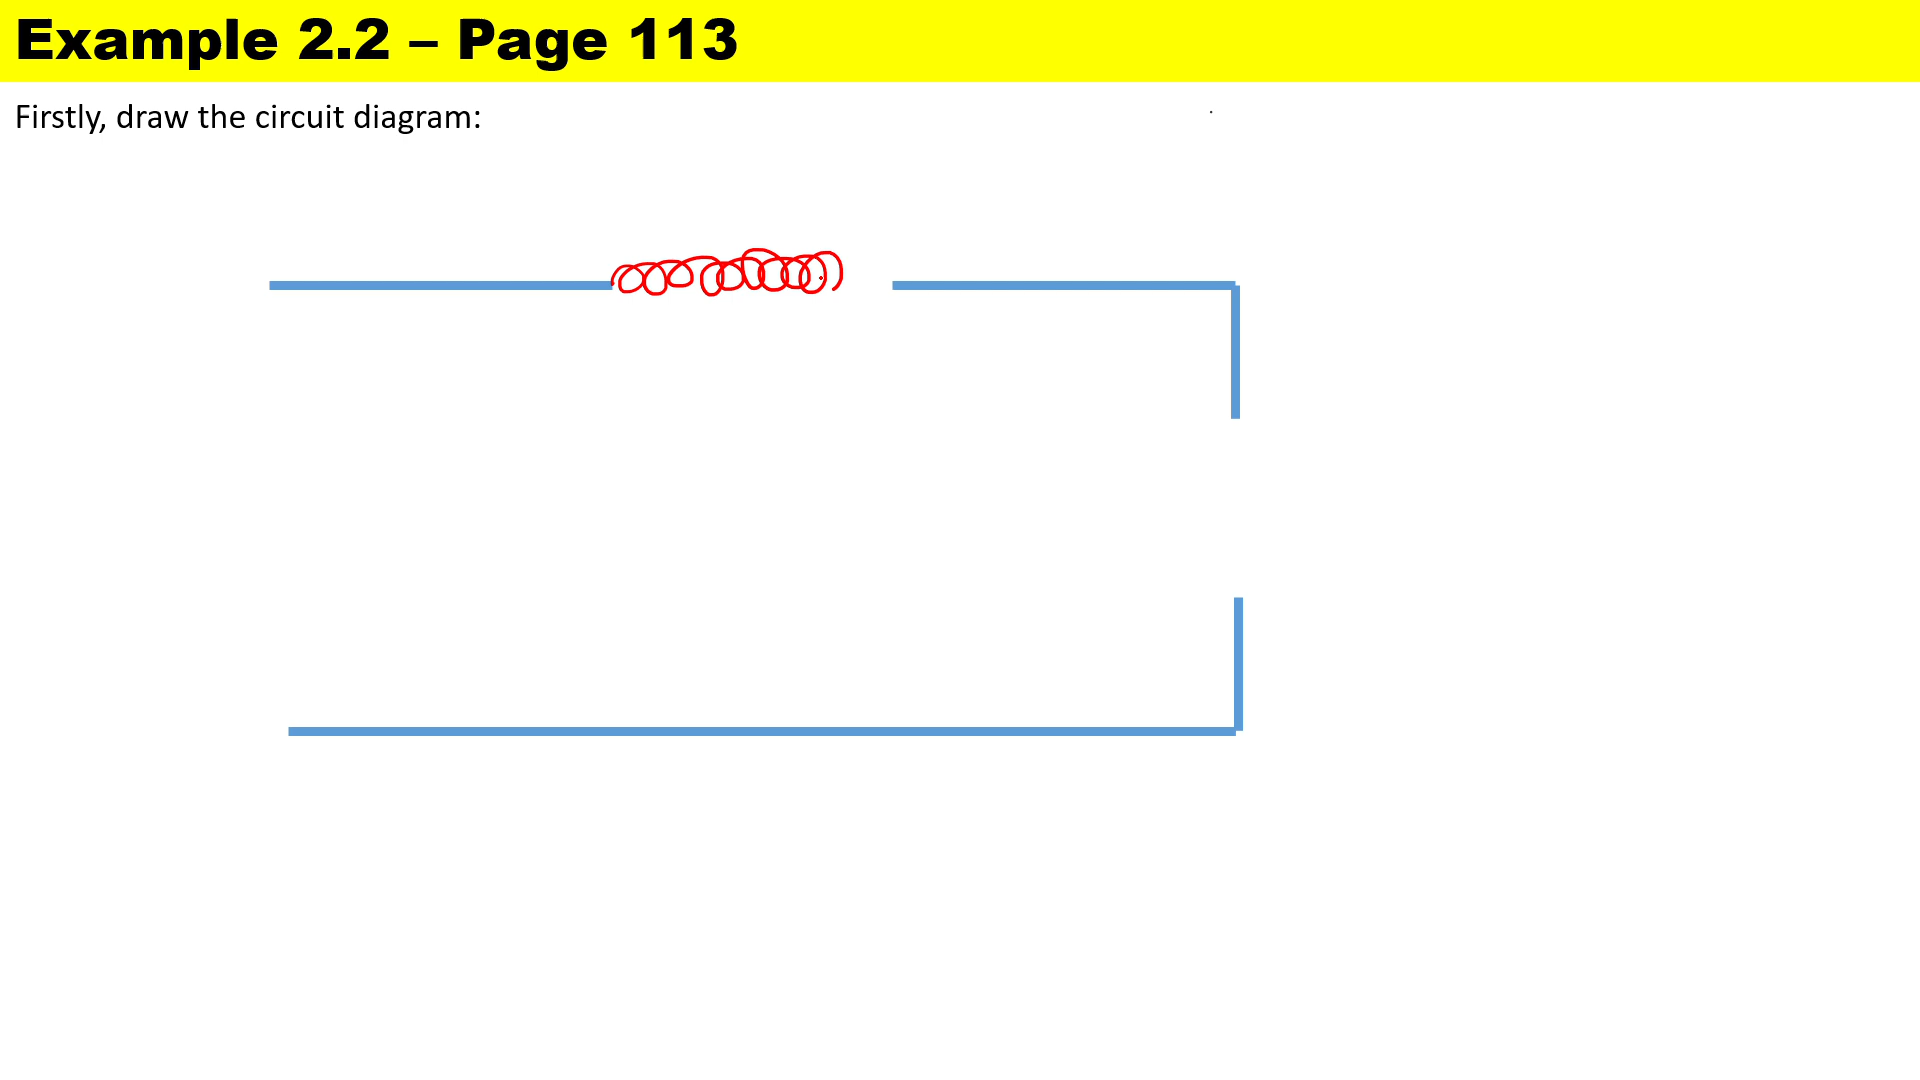 Example 2.2 – Page 113
Firstly, draw the circuit diagram: